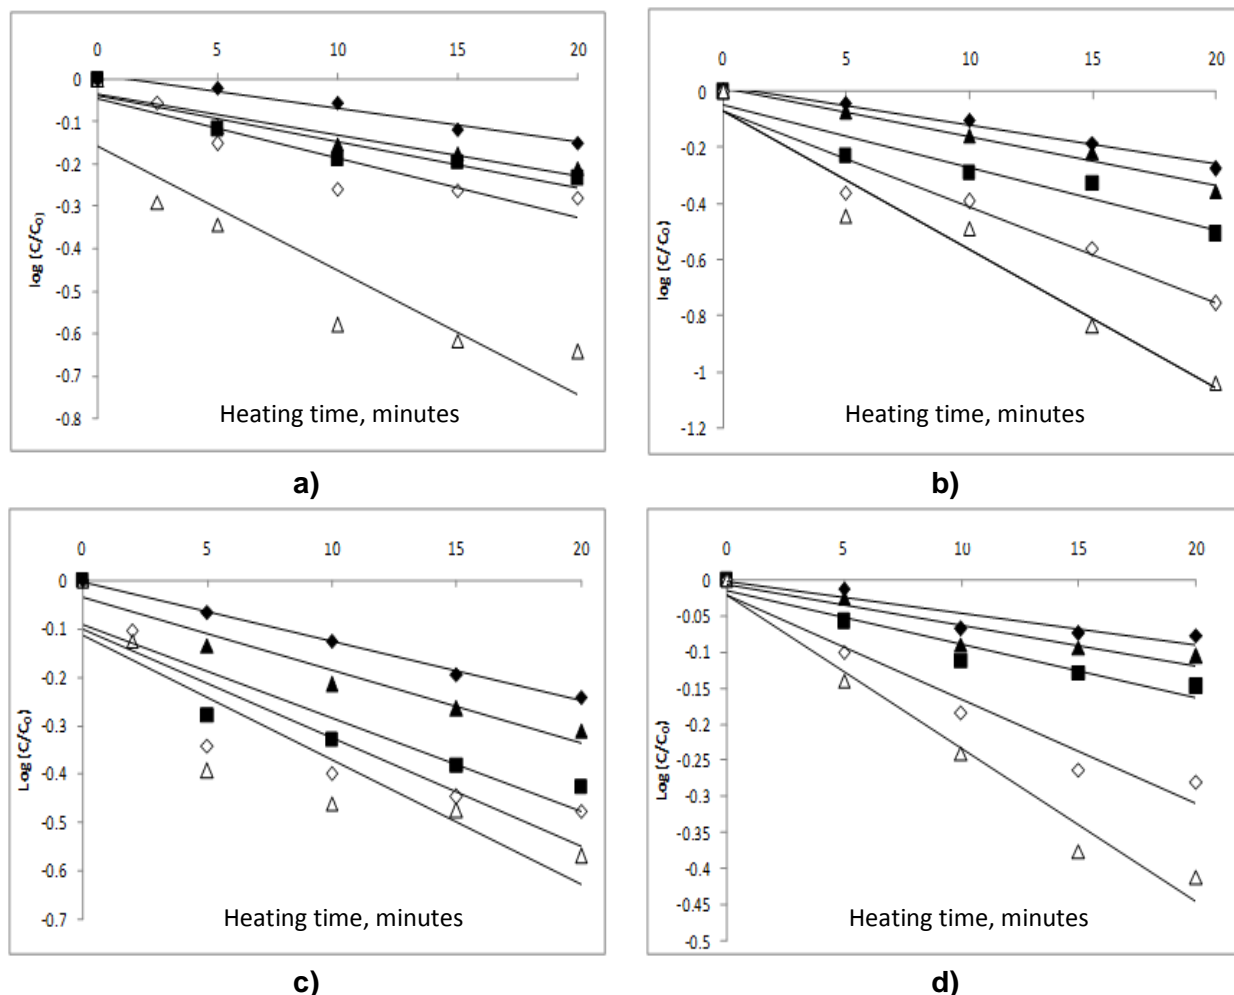 0 5 10 15 20
0
-0.1
-0.2
-0.3
-0.4
-0.5
-0.6
-0.7
-0.8
log (C/C₀)
Heating time, minutes
a)
0 5 10 15 20
0
-0.2
-0.4
-0.6
-0.8
-1
-1.2
log (C/C₀)
Heating time, minutes
b)
0 5 10 15 20
0
-0.1
-0.2
-0.3
-0.4
-0.5
-0.6
-0.7
Log (C/C₀)
Heating time, minutes
c)
0 5 10 15 20
0
-0.05
-0.1
-0.15
-0.2
-0.25
-0.3
-0.35
-0.4
-0.45
-0.5
Log (C/C₀)
Heating time, minutes
d)